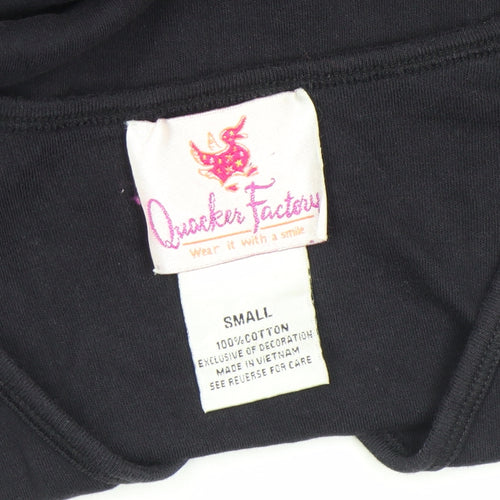 Quacker Factory
Wear it with a smile
SMALL
100% COTTON
EXCLUSIVE OF DECORATION
MADE IN VIETNAM
SEE REVERSE FOR CARE